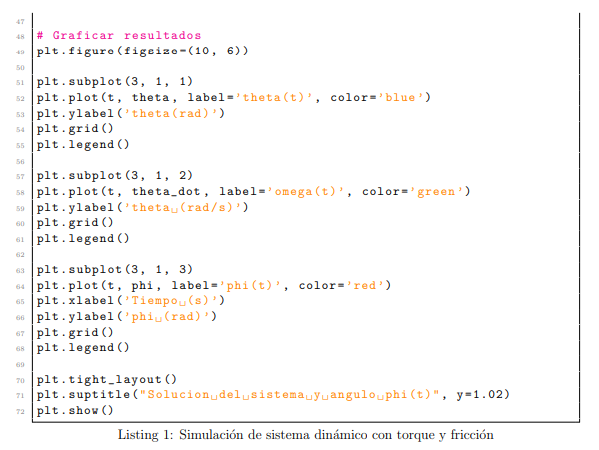 47
48 # Graficar resultados
49 plt.figure(figsize=(10, 6))
50
51 plt.subplot(3, 1, 1)
52 plt.plot(t, theta, label='theta(t)', color='blue')
53 plt.ylabel('theta(rad)')
54 plt.grid()
55 plt.legend()
56
57 plt.subplot(3, 1, 2)
58 plt.plot(t, theta_dot, label='omega(t)', color='green')
59 plt.ylabel('theta␣(rad/s)')
60 plt.grid()
61 plt.legend()
62
63 plt.subplot(3, 1, 3)
64 plt.plot(t, phi, label='phi(t)', color='red')
65 plt.xlabel('Tiempo␣(s)')
66 plt.ylabel('phi␣(rad)')
67 plt.grid()
68 plt.legend()
69
70 plt.tight_layout()
71 plt.suptitle("Solucion␣del␣sistema␣y␣angulo␣phi(t)", y=1.02)
72 plt.show()
Listing 1: Simulación de sistema dinámico con torque y fricción